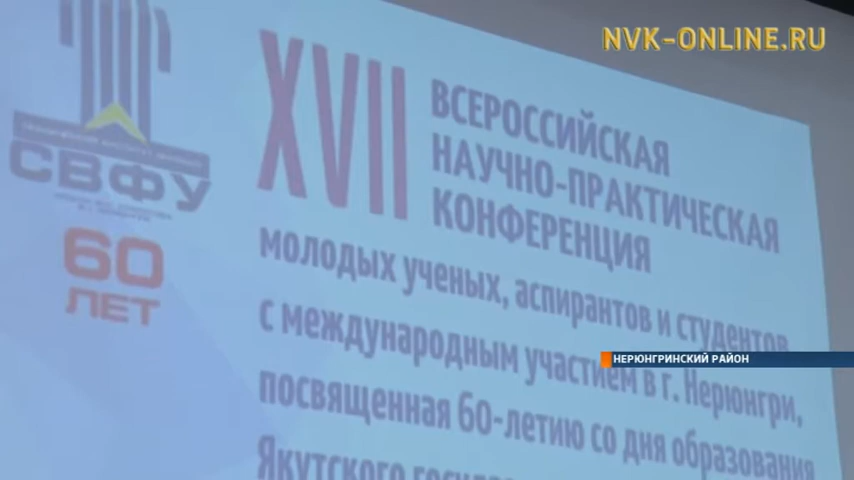 NVK-ONLINE.RU
СВФУ
60
ЛЕТ
XVII
ВСЕРОССИЙСКАЯ
НАУЧНО-ПРАКТИЧЕСКАЯ
КОНФЕРЕНЦИЯ
молодых ученых, аспирантов и студентов
с международным участием в г. Нерюнгри,
посвященная 60-летию со дня образования
Якутского
НЕРЮНГРИНСКИЙ РАЙОН